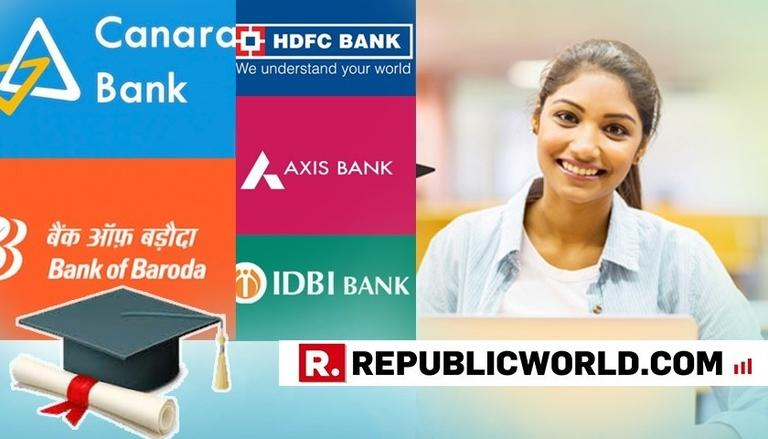 Canara
Bank
HDFC BANK
We understand your world
AXIS BANK
बैंक ऑफ़ बड़ौदा
Bank of Baroda
IDBI BANK
R. REPUBLICWORLD.COM